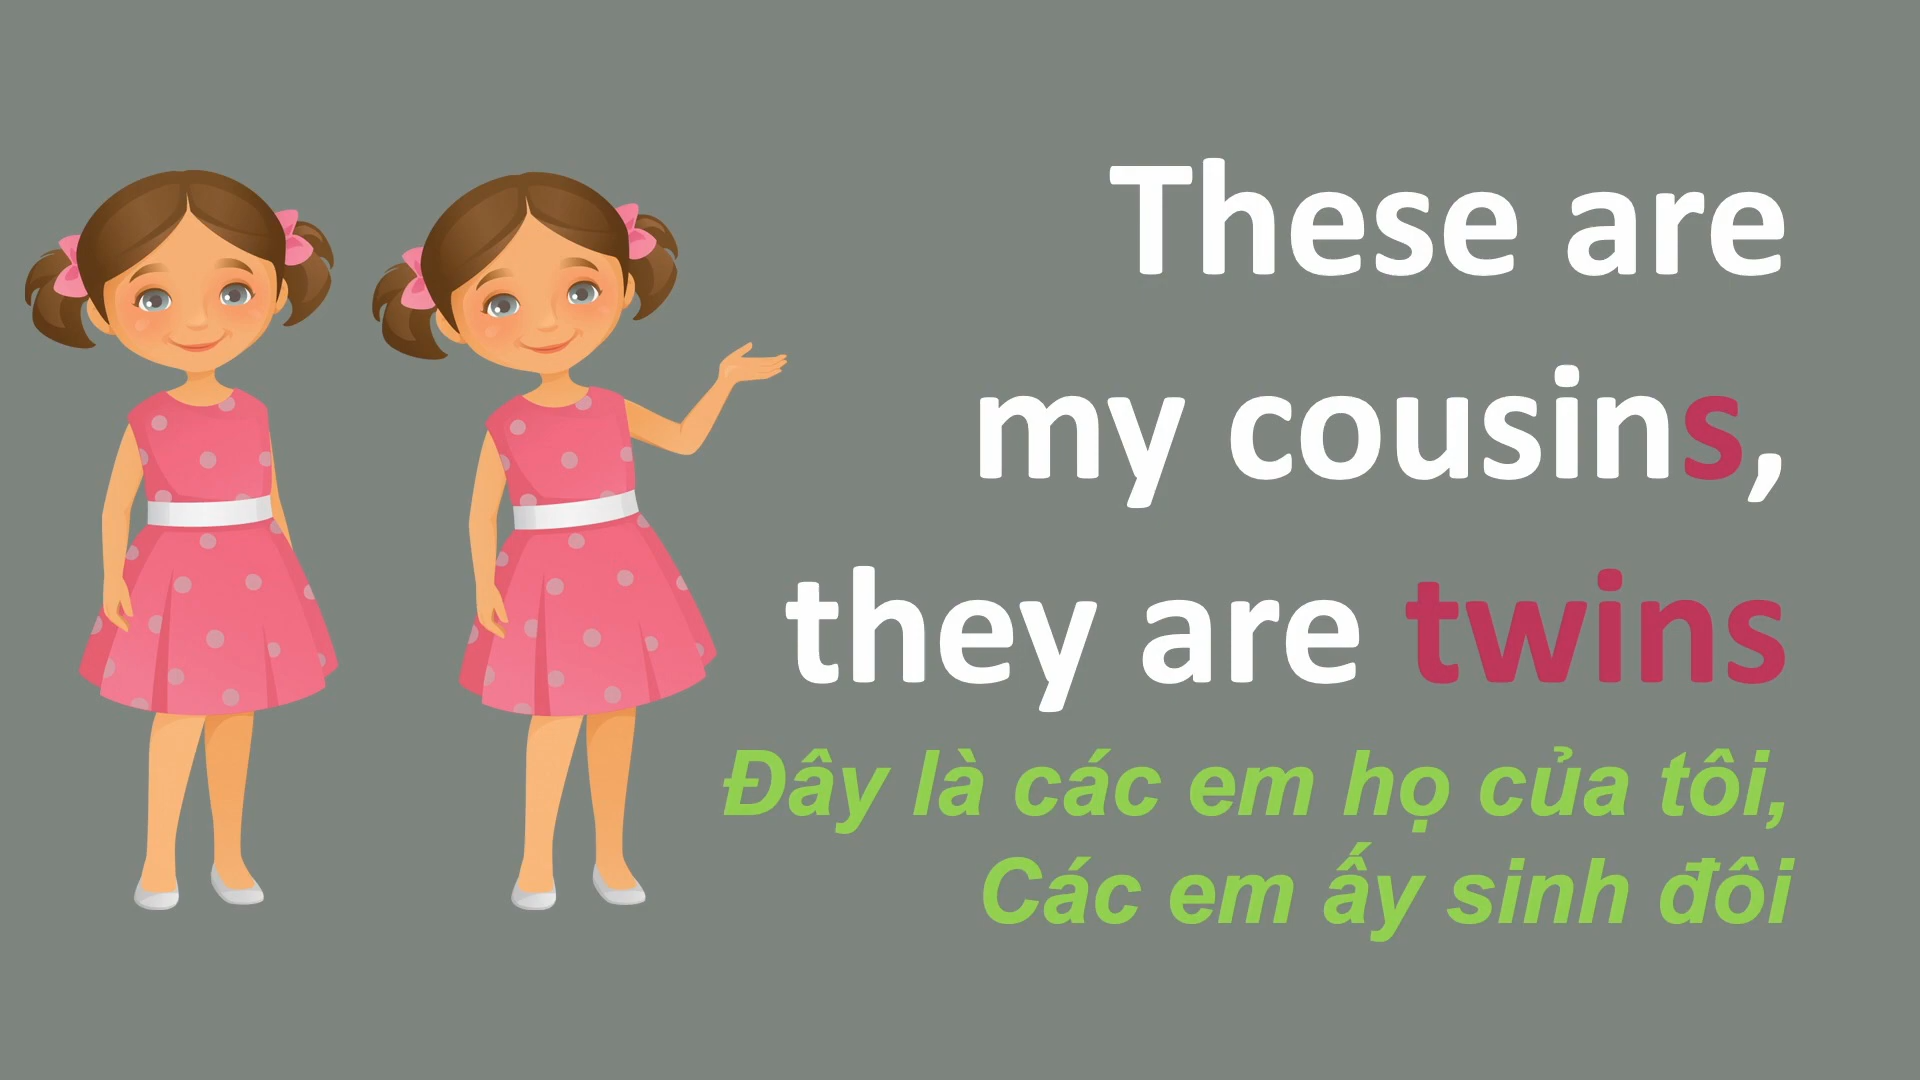 These are
my cousins,
they are twins
Đây là các em họ của tôi,
Các em ấy sinh đôi